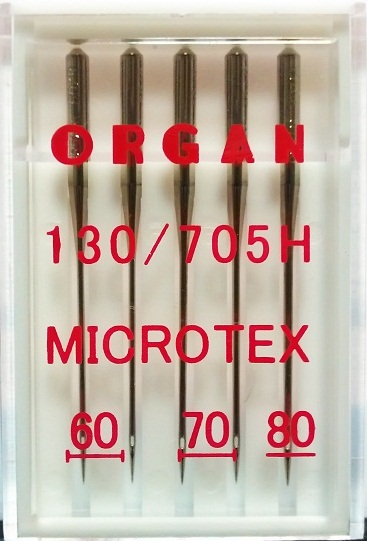 ORGAN
130/705H
MICROTEX
60 70 80